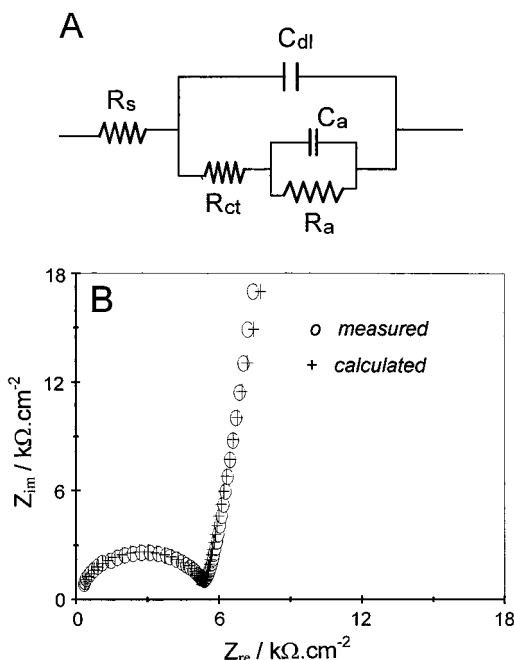 A
Cdl
Rs
Ca
Rct
Ra
B
18
12
6
0
Zim / kΩ.cm-2
o measured
+ calculated
0
6
12
18
Zre / kΩ.cm-2